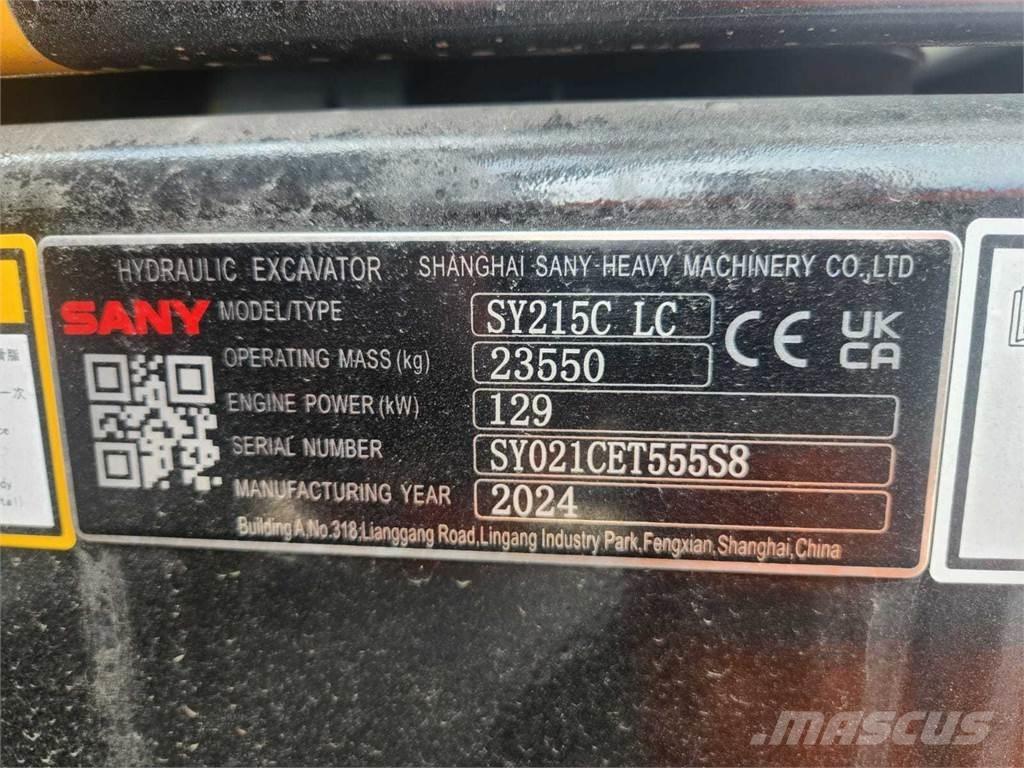 HYDRAULIC EXCAVATOR SHANGHAI SANY HEAVY MACHINERY CO.,LTD
SANY MODEL/TYPE SY215C LC CE UK CA
OPERATING MASS (kg) 23550
ENGINE POWER (kW) 129
SERIAL NUMBER SY021CET555S8
MANUFACTURING YEAR 2024
Building A,No.318,Lianggang Road,Lingang Industry Park,Fengxian,Shanghai,China
一次
MASCUS